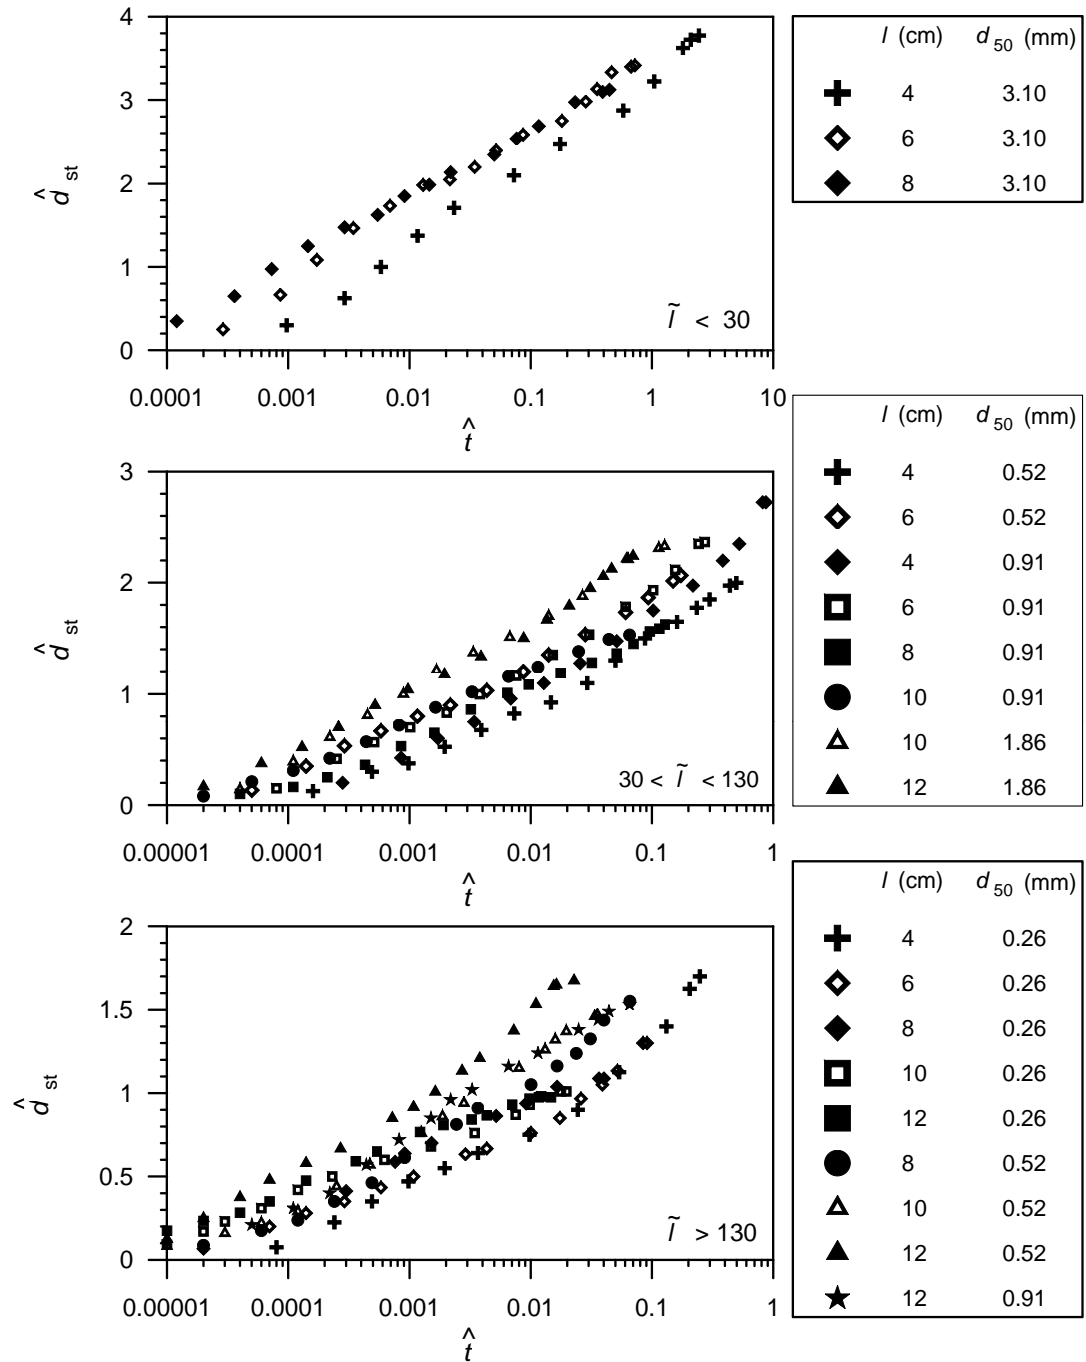 4
3
2
1
0
d̂ st
l̃ < 30
0.0001 0.001 0.01 0.1 1 10
t̂
l (cm) d 50 (mm)
4 3.10
6 3.10
8 3.10
3
2
1
0
d̂ st
30 < l̃ < 130
0.00001 0.0001 0.001 0.01 0.1 1
t̂
l (cm) d 50 (mm)
4 0.52
6 0.52
4 0.91
6 0.91
8 0.91
10 0.91
10 1.86
12 1.86
2
1.5
1
0.5
0
d̂ st
l̃ > 130
0.00001 0.0001 0.001 0.01 0.1 1
t̂
l (cm) d 50 (mm)
4 0.26
6 0.26
8 0.26
10 0.26
12 0.26
8 0.52
10 0.52
12 0.52
12 0.91